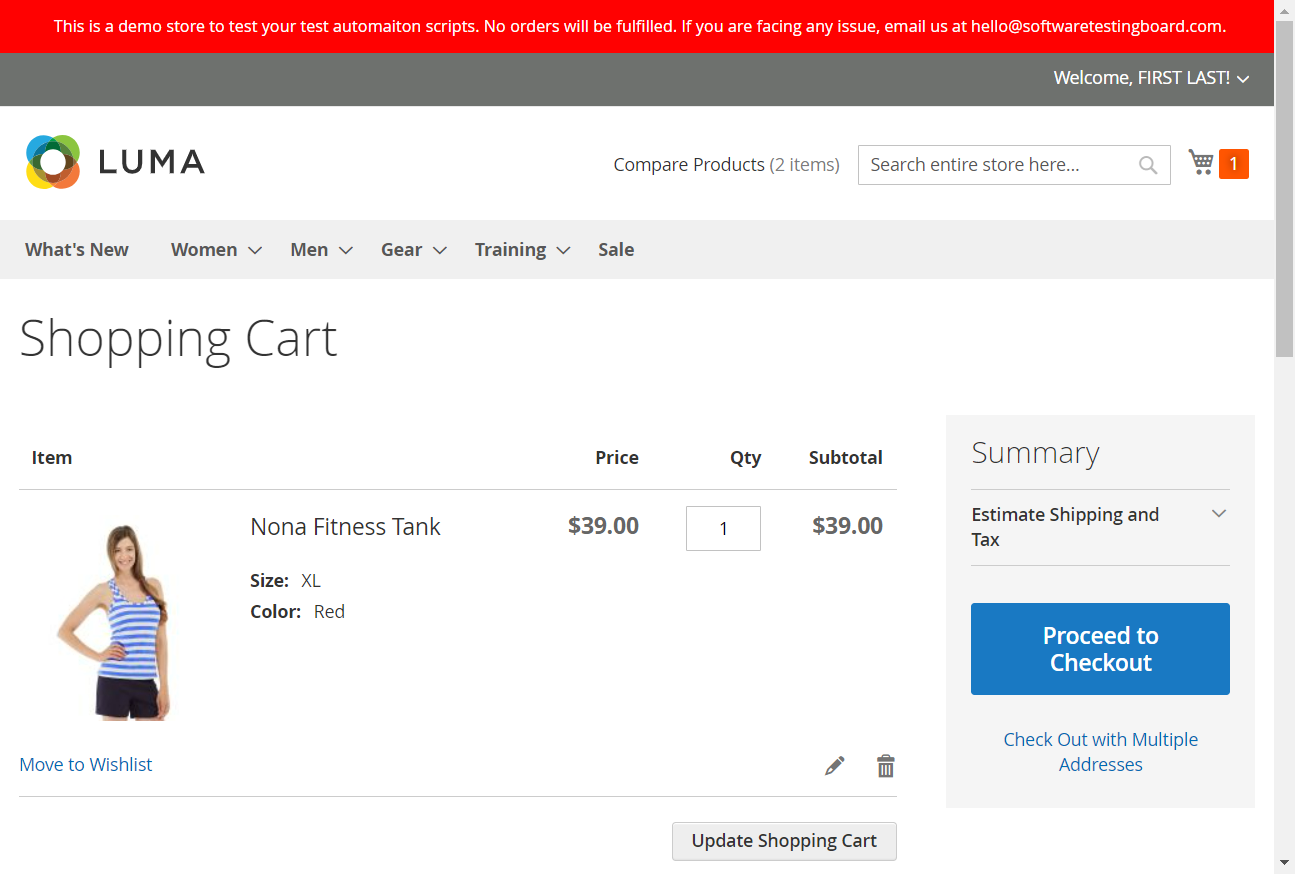 This is a demo store to test your test automaiton scripts. No orders will be fulfilled. If you are facing any issue, email us at hello@softwaretestingboard.com.
Welcome, FIRST LAST!
LUMA
Compare Products (2 items)
Search entire store here...
1
What's New
Women
Men
Gear
Training
Sale
Shopping Cart
Item
Price
Qty
Subtotal
Nona Fitness Tank
$39.00
1
$39.00
Size: XL
Color: Red
Move to Wishlist
Update Shopping Cart
Summary
Estimate Shipping and
Tax
Proceed to
Checkout
Check Out with Multiple
Addresses